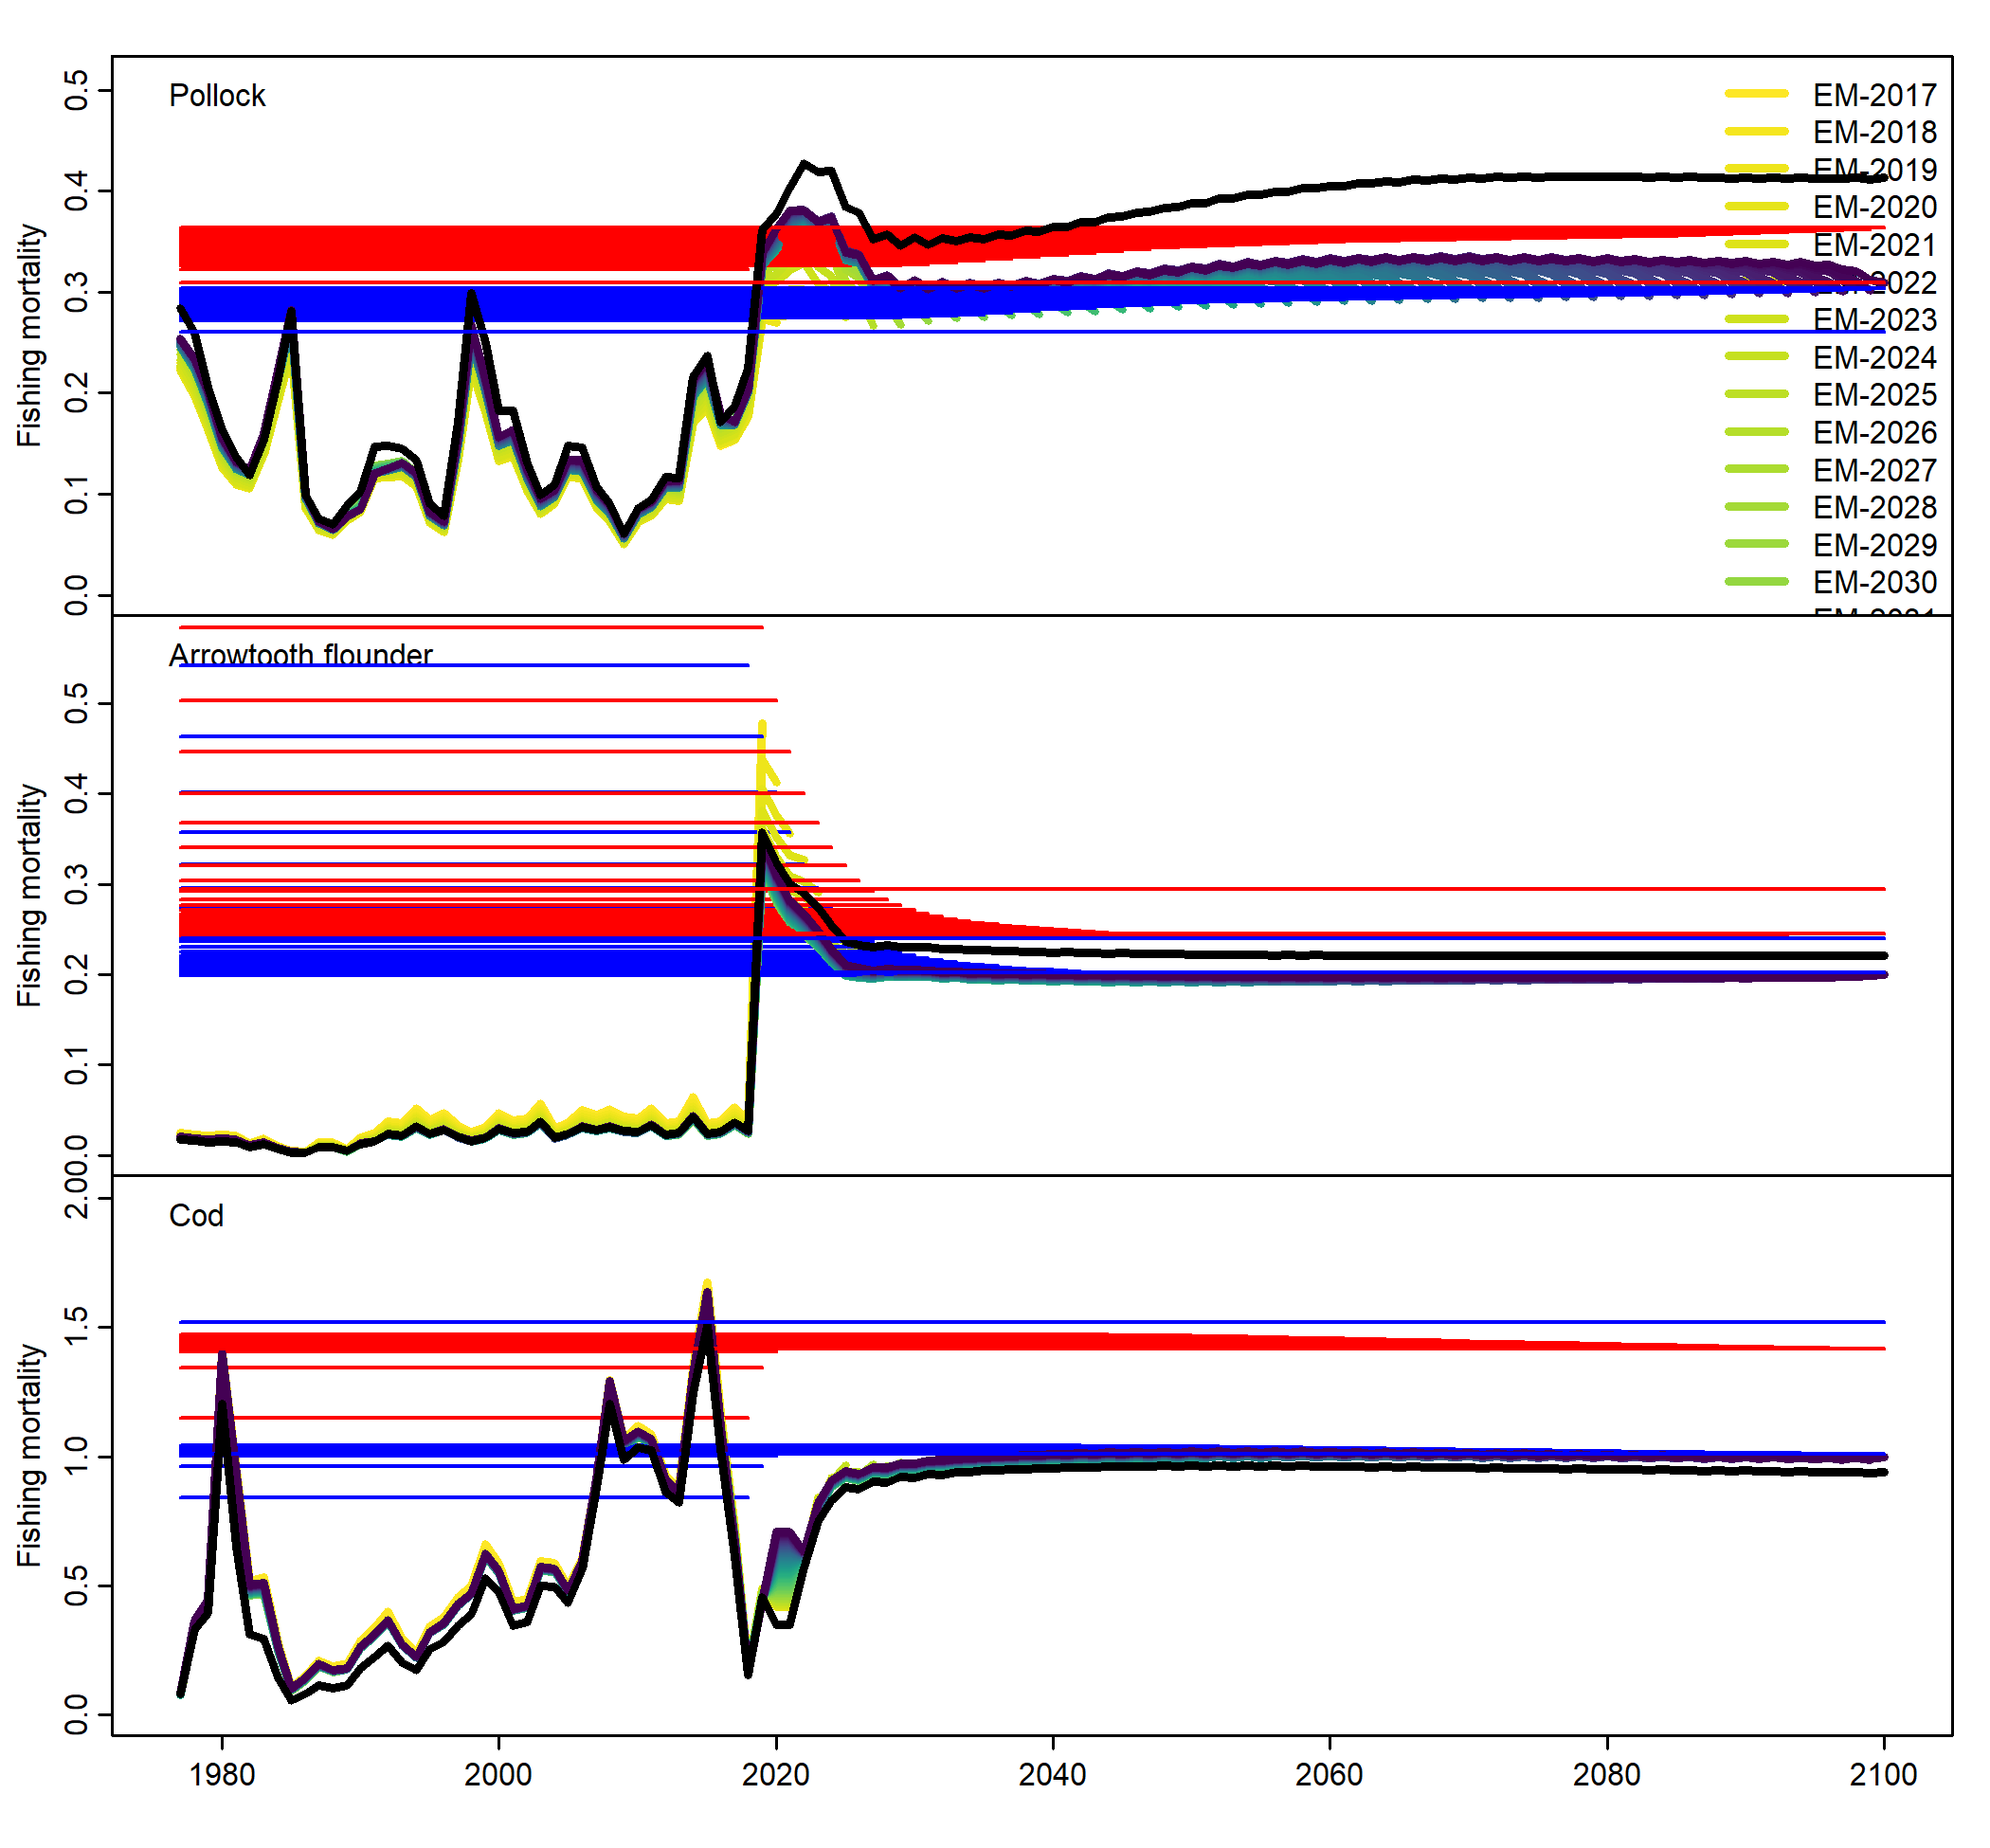 Pollock
Fishing mortality
0.5
0.4
0.3
0.2
0.1
0.0
EM-2017
EM-2018
EM-2019
EM-2020
EM-2021
EM-2022
EM-2023
EM-2024
EM-2025
EM-2026
EM-2027
EM-2028
EM-2029
EM-2030
Arrowtooth flounder
Fishing mortality
0.5
0.4
0.3
0.2
0.1
0.0
Cod
Fishing mortality
2.0
1.5
1.0
0.5
0.0
1980 2000 2020 2040 2060 2080 2100